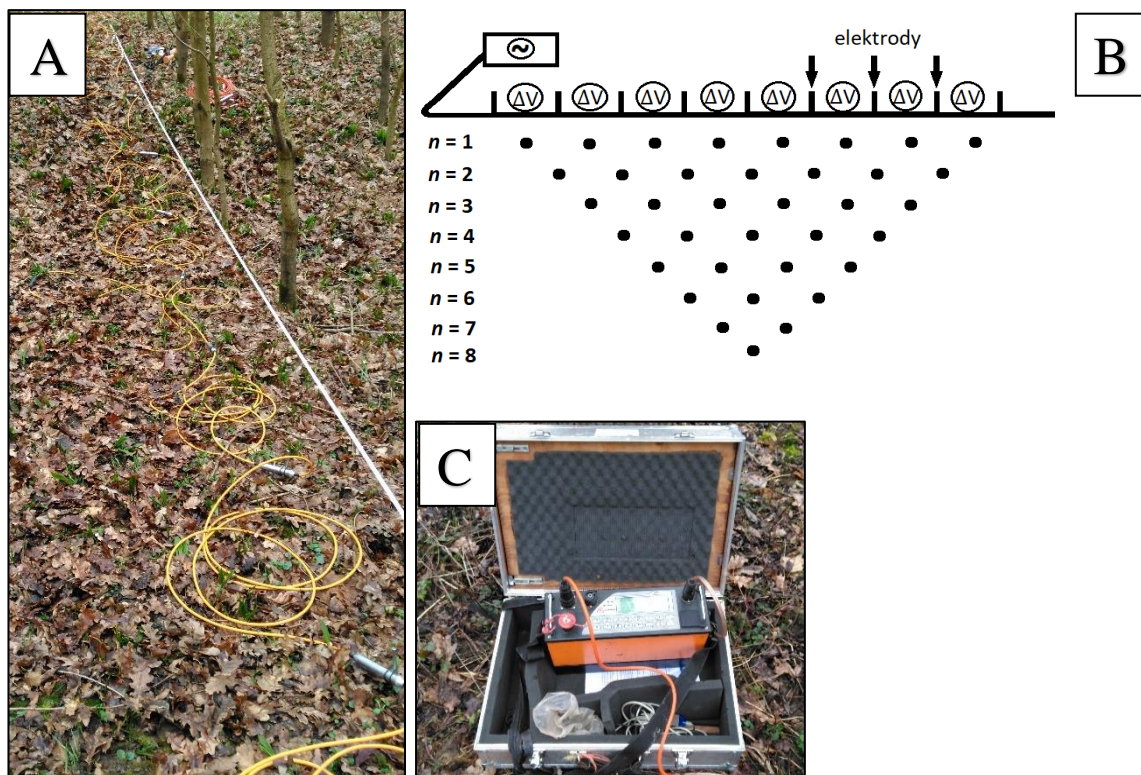 A
B
elektrody
~
ΔV ΔV ΔV ΔV ΔV ΔV ΔV ΔV
n = 1
n = 2
n = 3
n = 4
n = 5
n = 6
n = 7
n = 8
C